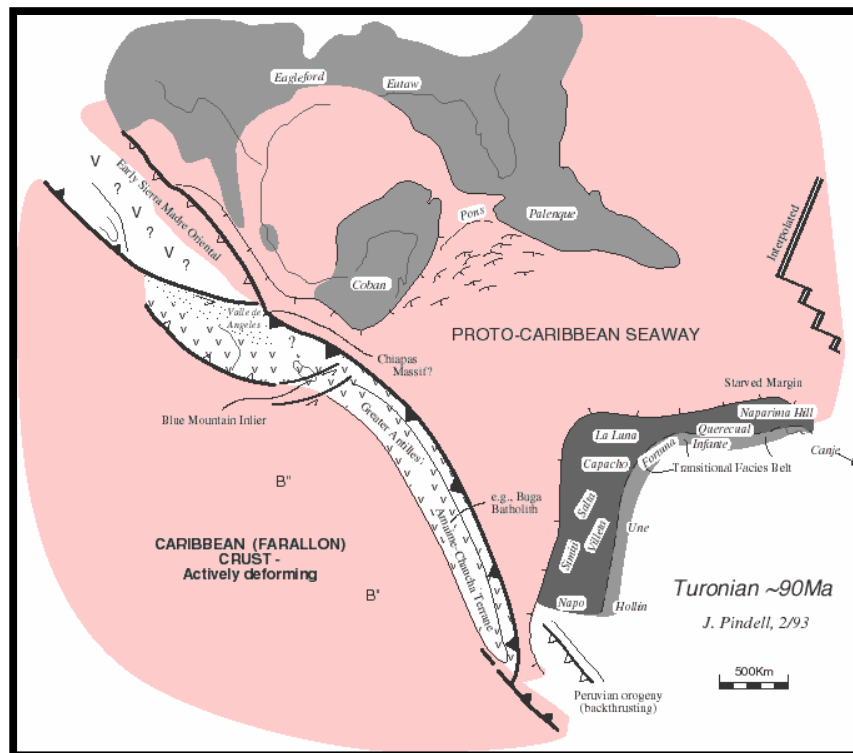 Eagleford
Eutaw
Early Sierra Madre Oriental
V
?
V
?
V
?
Pons
Palenque
Interpolated
Coban
Valle de
Angeles
?
PROTO-CARIBBEAN SEAWAY
Chiapas
Massif?
Blue Mountain Inlier
Starved Margin
Naparima Hill
La Luna
Querecual
Infante
Fortuna
Capacho
Canje
Transitional Facies Belt
Greater Antilles
B"
e.g., Buga
Batholith
Salta
Villeta
Simiti
Une
CARIBBEAN (FARALLON)
CRUST -
Actively deforming
Amaime-Chaucha Terrane
B"
Napo
Hollin
Turonian ~90Ma
J. Pindell, 2/93
500Km
Peruvian orogeny
(backthrusting)